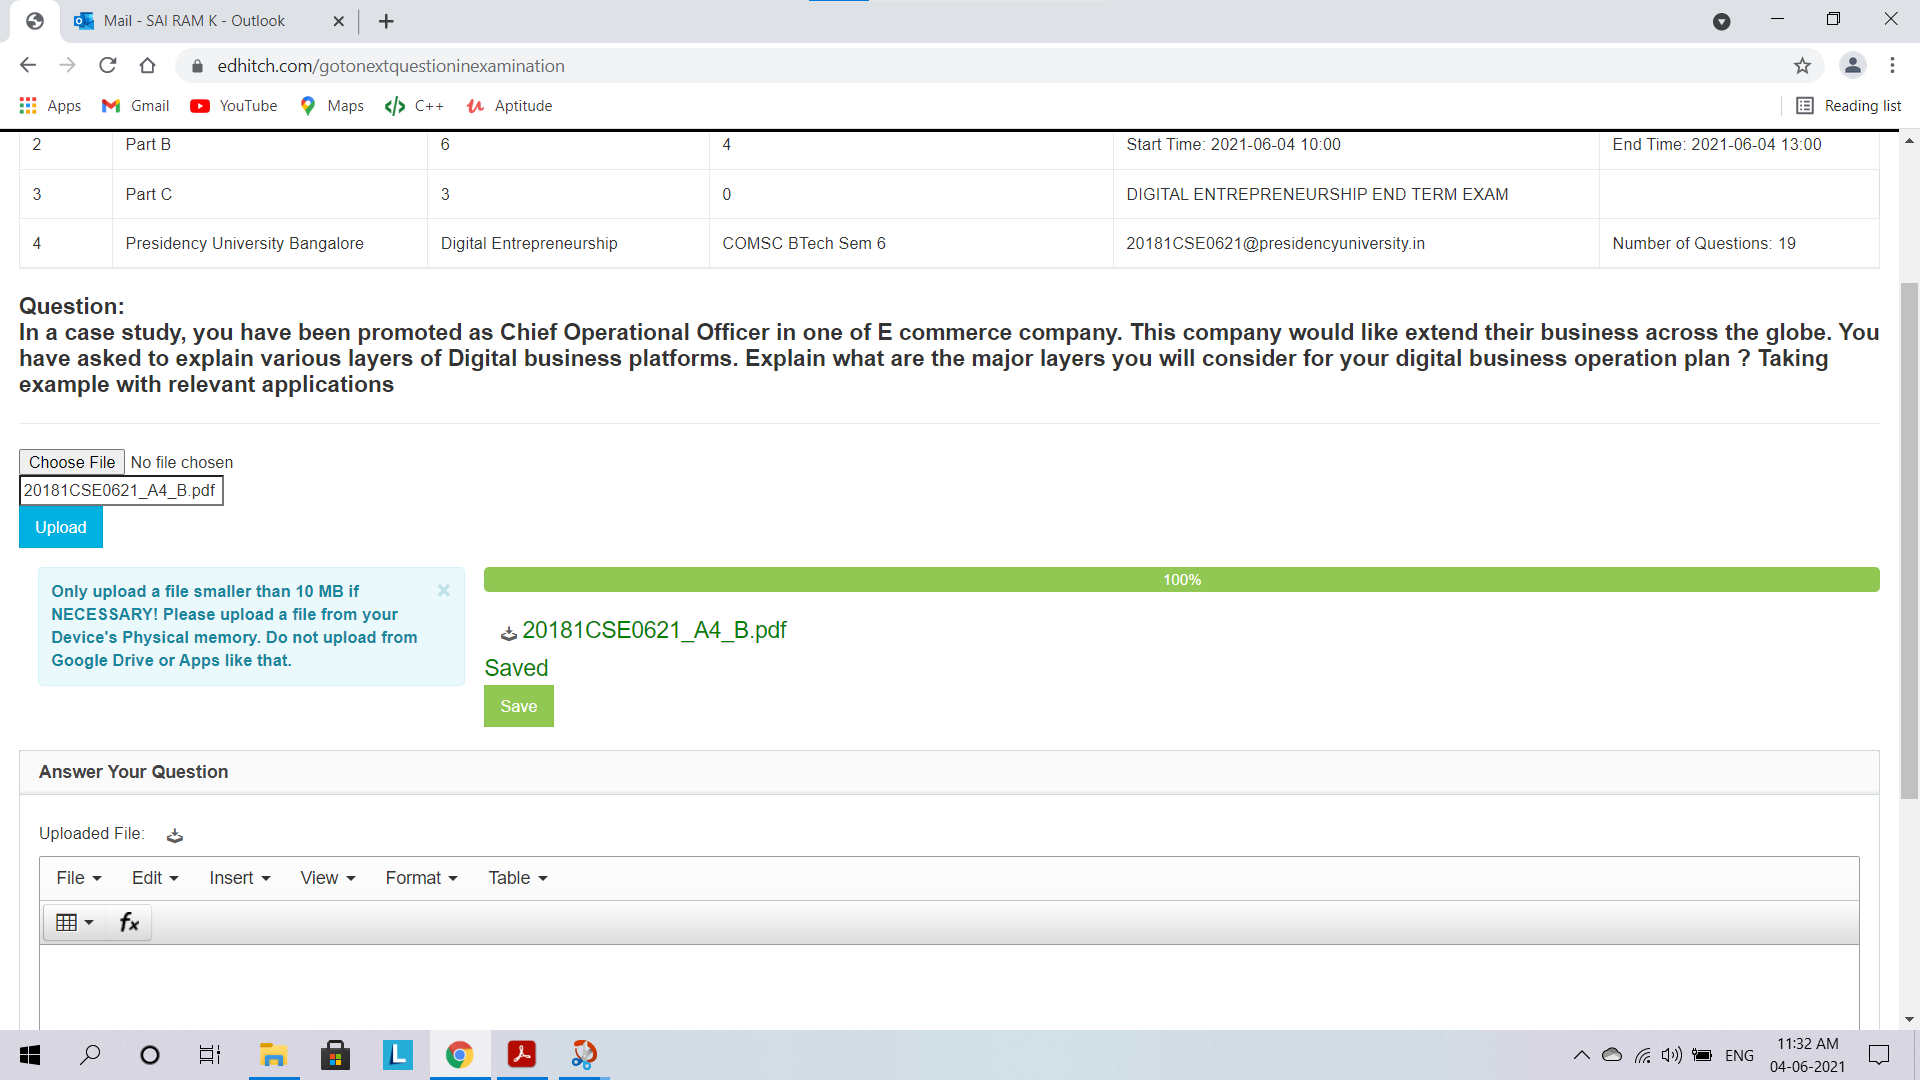 Mail - SAI RAM K - Outlook
edhitch.com/gotonextquestioninexamination
Apps Gmail YouTube Maps C++ Aptitude Reading list
2 Part B 6 4 Start Time: 2021-06-04 10:00 End Time: 2021-06-04 13:00
3 Part C 3 0 DIGITAL ENTREPRENEURSHIP END TERM EXAM
4 Presidency University Bangalore Digital Entrepreneurship COMSC BTech Sem 6 20181CSE0621@presidencyuniversity.in Number of Questions: 19
Question:
In a case study, you have been promoted as Chief Operational Officer in one of E commerce company. This company would like extend their business across the globe. You
have asked to explain various layers of Digital business platforms. Explain what are the major layers you will consider for your digital business operation plan ? Taking
example with relevant applications
Choose File No file chosen
20181CSE0621_A4_B.pdf
Upload
Only upload a file smaller than 10 MB if
NECESSARY! Please upload a file from your
Device's Physical memory. Do not upload from
Google Drive or Apps like that.
100%
20181CSE0621_A4_B.pdf
Saved
Save
Answer Your Question
Uploaded File:
File Edit Insert View Format Table
fx
ENG
11:32 AM
04-06-2021